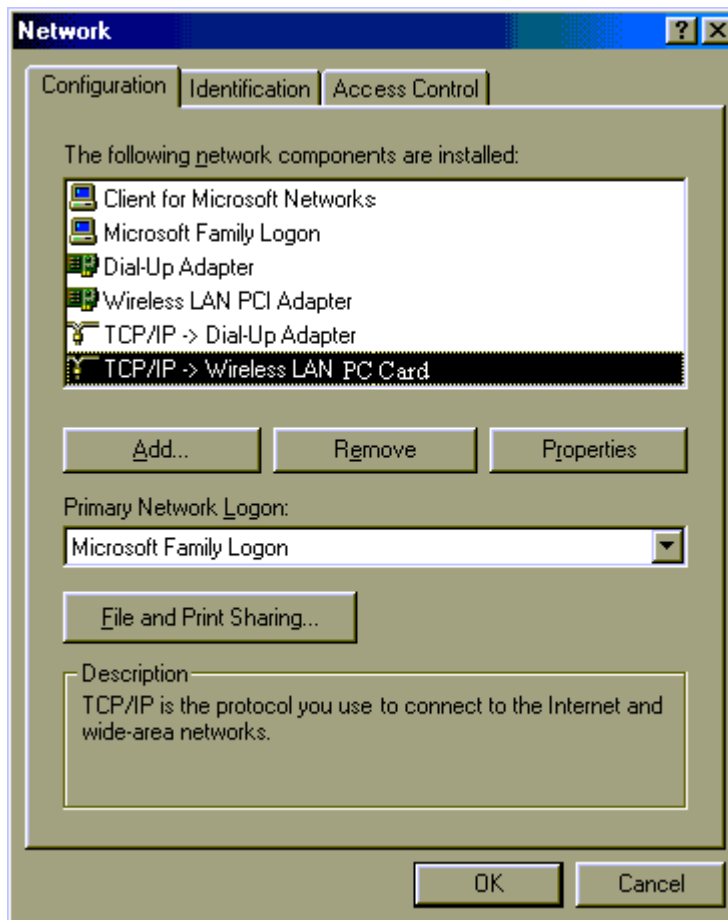 Network
Configuration Identification Access Control
The following network components are installed:
Client for Microsoft Networks
Microsoft Family Logon
Dial-Up Adapter
Wireless LAN PCI Adapter
TCP/IP -> Dial-Up Adapter
TCP/IP -> Wireless LAN PC Card
Add... Remove Properties
Primary Network Logon:
Microsoft Family Logon
File and Print Sharing...
Description
TCP/IP is the protocol you use to connect to the Internet and
wide-area networks.
OK Cancel